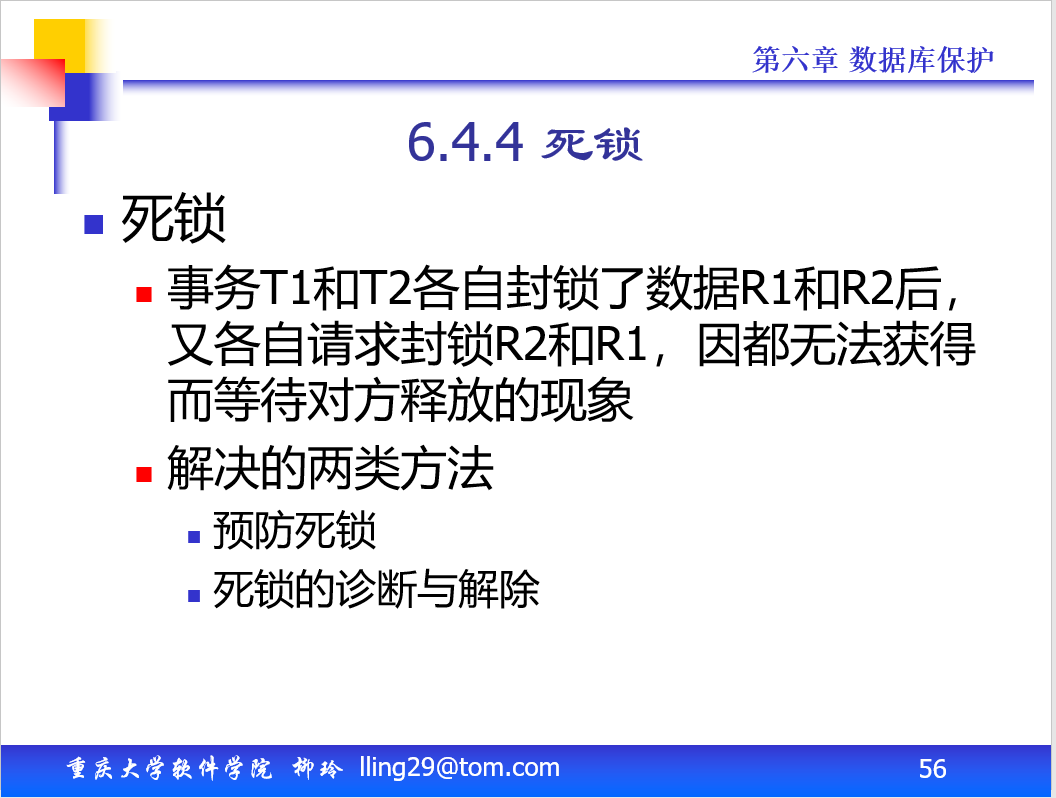 第六章 数据库保护
6.4.4 死锁
死锁
事务T1和T2各自封锁了数据R1和R2后，
又各自请求封锁R2和R1，因都无法获得
而等待对方释放的现象
解决的两类方法
预防死锁
死锁的诊断与解除
重庆大学软件学院 柳玲 lling29@tom.com
56